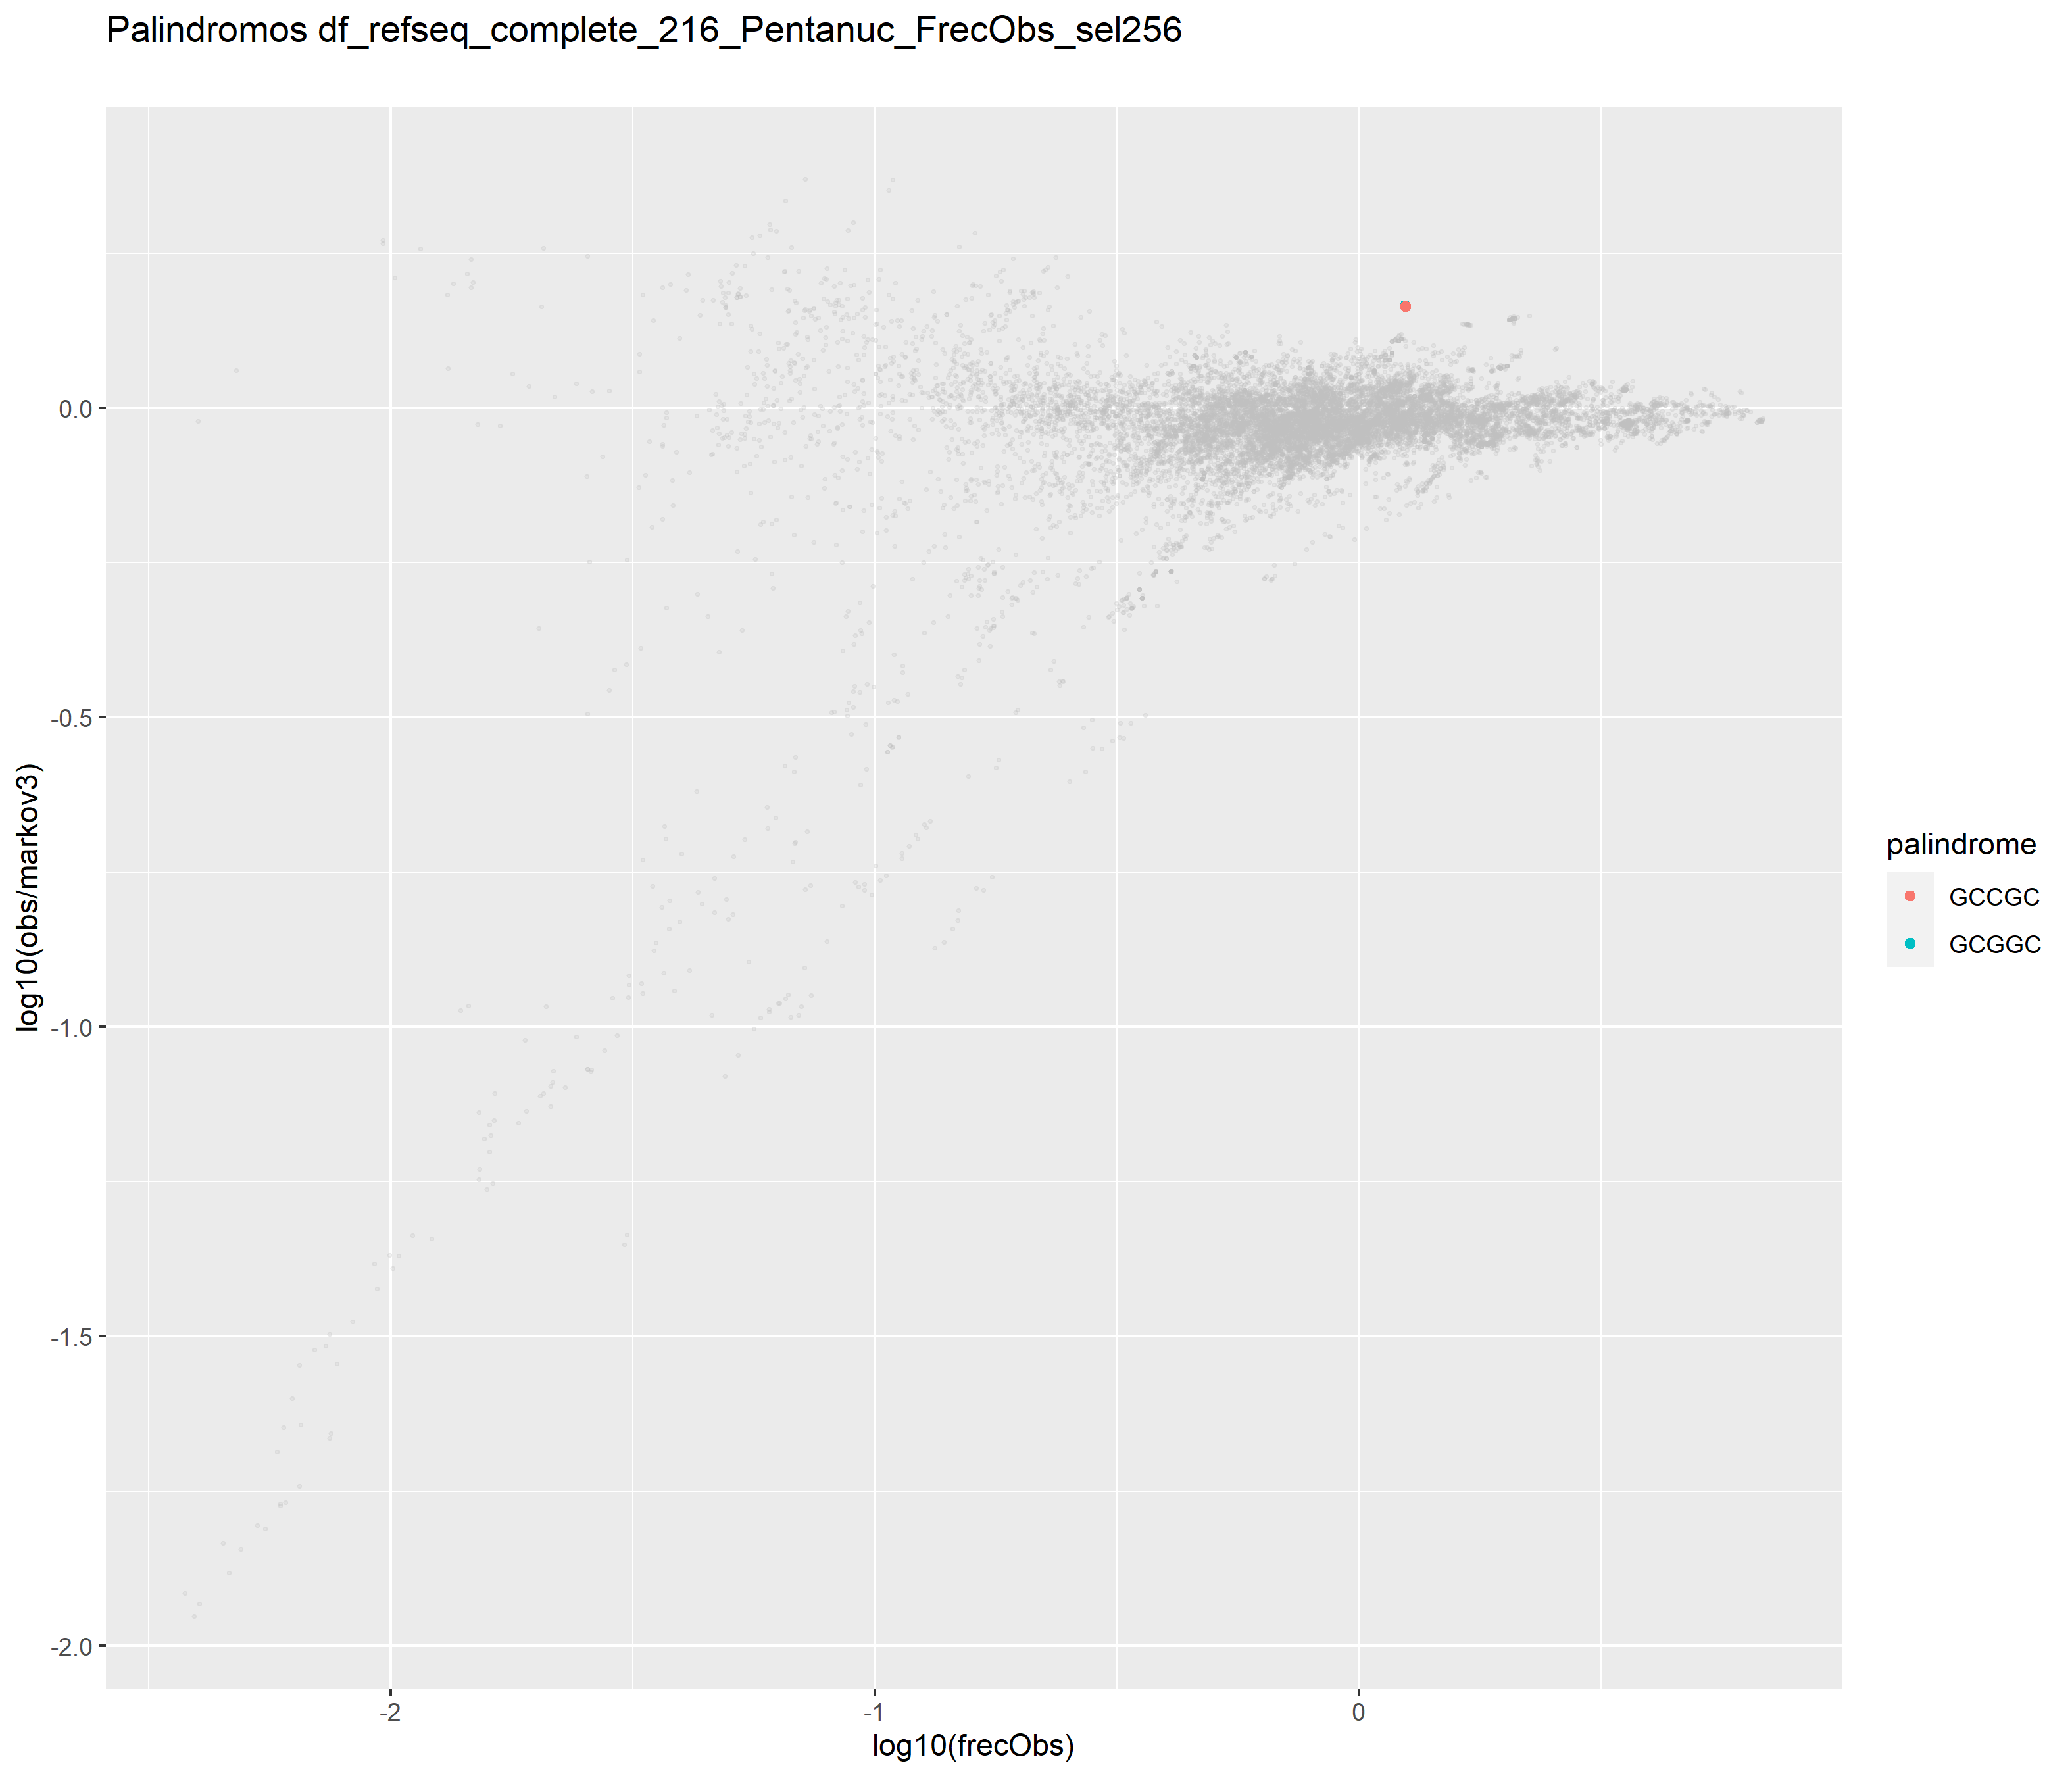 Palindromos df_refseq_complete_216_Pentanuc_FrecObs_sel256
log10(obs/markov3)
0.0
-0.5
-1.0
-1.5
-2.0
-2
-1
0
log10(frecObs)
palindrome
GCCGC
GCGGC